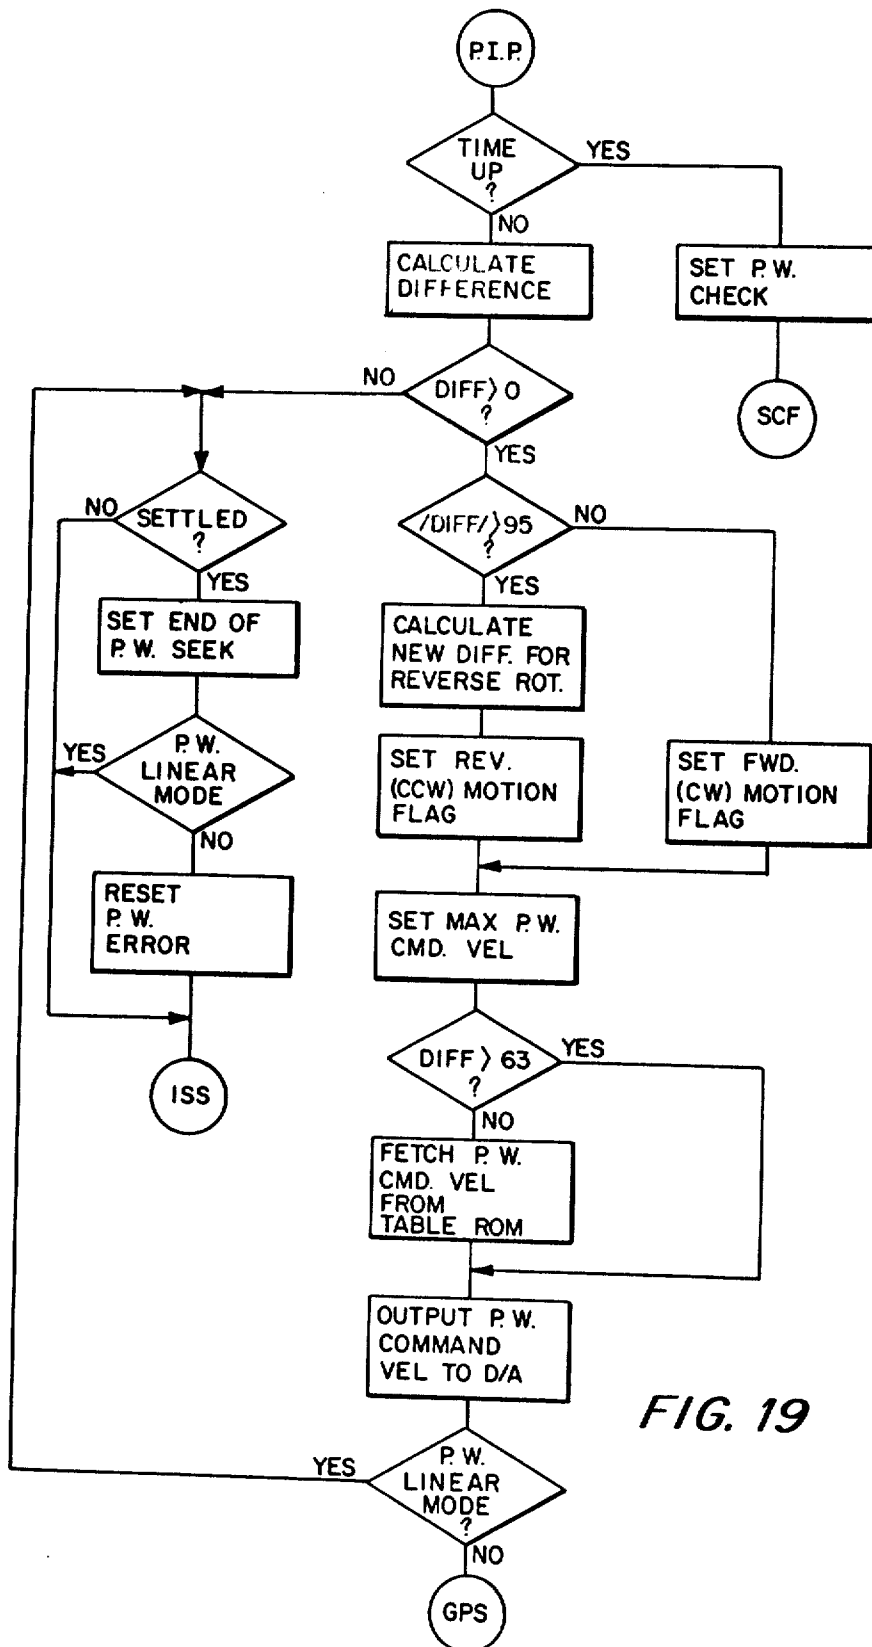 P.I.P.
TIME
UP
?
YES
NO
CALCULATE
DIFFERENCE
SET P.W.
CHECK
NO
DIFF > 0
?
SCF
YES
NO
SETTLED
?
/DIFF/ > 95
?
NO
YES
YES
SET END OF
P.W. SEEK
CALCULATE
NEW DIFF. FOR
REVERSE ROT.
YES
P.W.
LINEAR
MODE
SET REV.
(CCW) MOTION
FLAG
SET FWD.
(CW) MOTION
FLAG
NO
RESET
P.W.
ERROR
SET MAX P.W.
CMD. VEL
DIFF > 63
?
YES
ISS
NO
FETCH P.W.
CMD. VEL
FROM
TABLE ROM
OUTPUT P.W.
COMMAND
VEL TO D/A
FIG. 19
YES
P.W.
LINEAR
MODE
?
NO
GPS